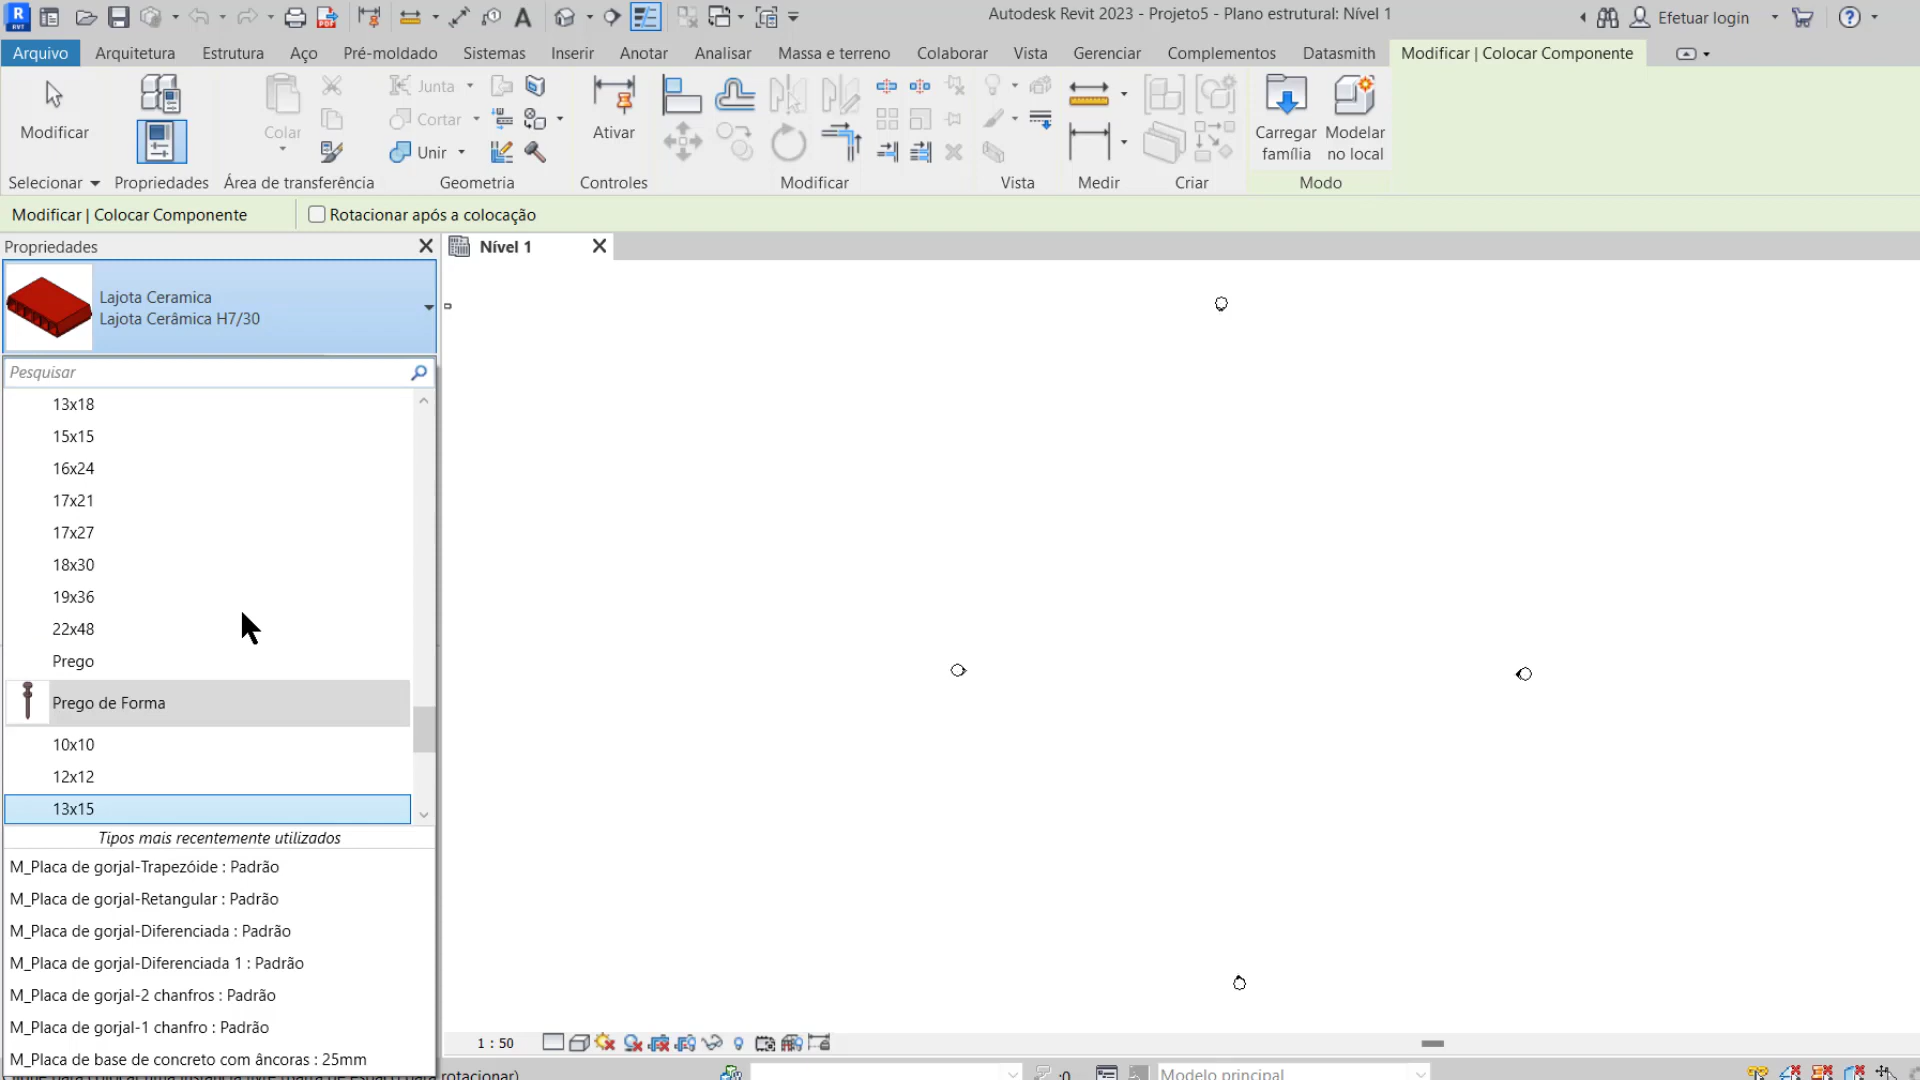 Autodesk Revit 2023 - Projeto5 - Plano estrutural: Nível 1
Efetuar login
Arquivo Arquitetura Estrutura Aço Pré-moldado Sistemas Inserir Anotar Analisar Massa e terreno Colaborar Vista Gerenciar Complementos Datasmith Modificar | Colocar Componente
Modificar
Colar
Junta
Cortar
Unir
Ativar
Carregar família
Modelar no local
Selecionar Propriedades Área de transferência Geometria Controles Modificar Vista Medir Criar Modo
Modificar | Colocar Componente Rotacionar após a colocação
Propriedades
Nível 1
Lajota Ceramica
Lajota Cerâmica H7/30
Pesquisar
13x18
15x15
16x24
17x21
17x27
18x30
19x36
22x48
Prego
Prego de Forma
10x10
12x12
13x15
Tipos mais recentemente utilizados
M_Placa de gorjal-Trapezóide : Padrão
M_Placa de gorjal-Retangular : Padrão
M_Placa de gorjal-Diferenciada : Padrão
M_Placa de gorjal-Diferenciada 1 : Padrão
M_Placa de gorjal-2 chanfros : Padrão
M_Placa de gorjal-1 chanfro : Padrão
M_Placa de base de concreto com âncoras : 25mm
1 : 50
rotacionar)
:0
Modelo principal